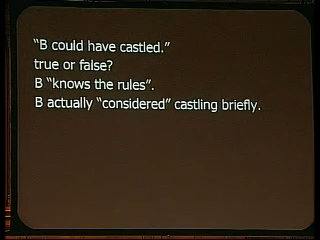 “B could have castled.”
true or false?
B “knows the rules”.
B actually “considered” castling briefly.